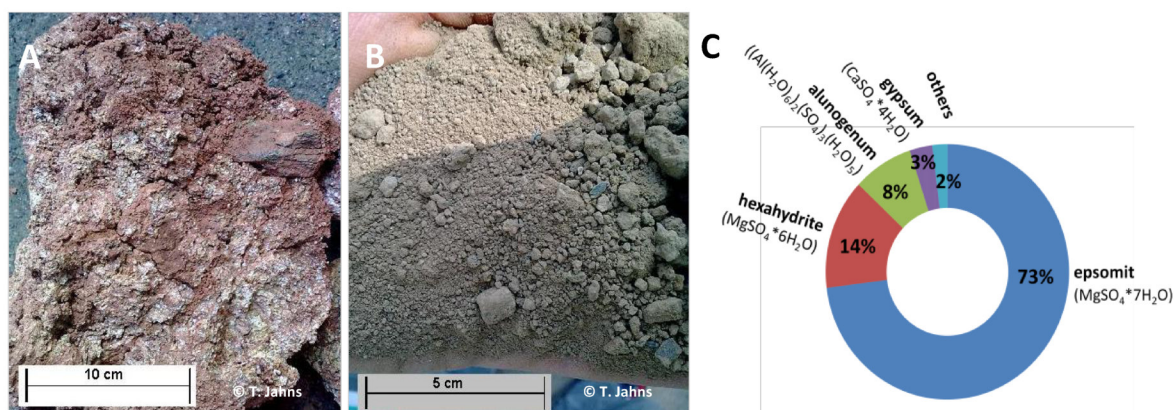 A
10 cm
© T. Jahns
B
5 cm
© T. Jahns
C
others
gypsum
(CaSO4 *4H2O)
alunogenum
((Al(H2O)6)2(SO4)3(H2O)5)
hexahydrite
(MgSO4 *6H2O)
epsomit
(MgSO4*7H2O)
2%
3%
8%
14%
73%